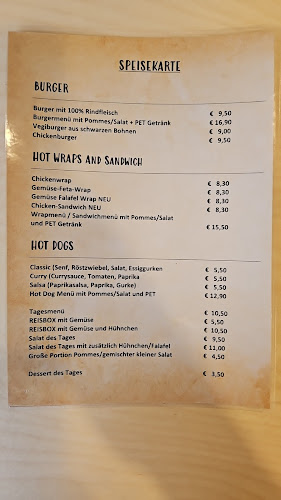 SPEISEKARTE
BURGER
Burger mit 100% Rindfleisch € 9,50
Burgermenü mit Pommes/Salat + PET Getränk € 16,90
Vegiburger aus schwarzen Bohnen € 9,00
Chickenburger € 9,50
HOT WRAPS AND SANDWICH
Chickenwrap € 8,30
Gemüse-Feta-Wrap € 8,30
Gemüse Falafel Wrap NEU € 8,30
Chicken-Sandwich NEU € 8,30
Wrapmenü / Sandwichmenü mit Pommes/Salat
und PET Getränk € 15,50
HOT DOGS
Classic (Senf, Röstzwiebel, Salat, Essiggurken € 5,50
Curry (Currysauce, Tomaten, Paprika € 5,50
Salsa (Paprikasalsa, Paprika, Gurke) € 5,50
Hot Dog Menü mit Pommes/Salat und PET € 12,90
Tagesmenü € 10,50
REISBOX mit Gemüse € 5,50
REISBOX mit Gemüse und Hühnchen € 10,50
Salat des Tages € 9,50
Salat des Tages mit zusätzlich Hühnchen/Falafel € 11,00
Große Portion Pommes/gemischter kleiner Salat € 4,50
Dessert des Tages € 3,50